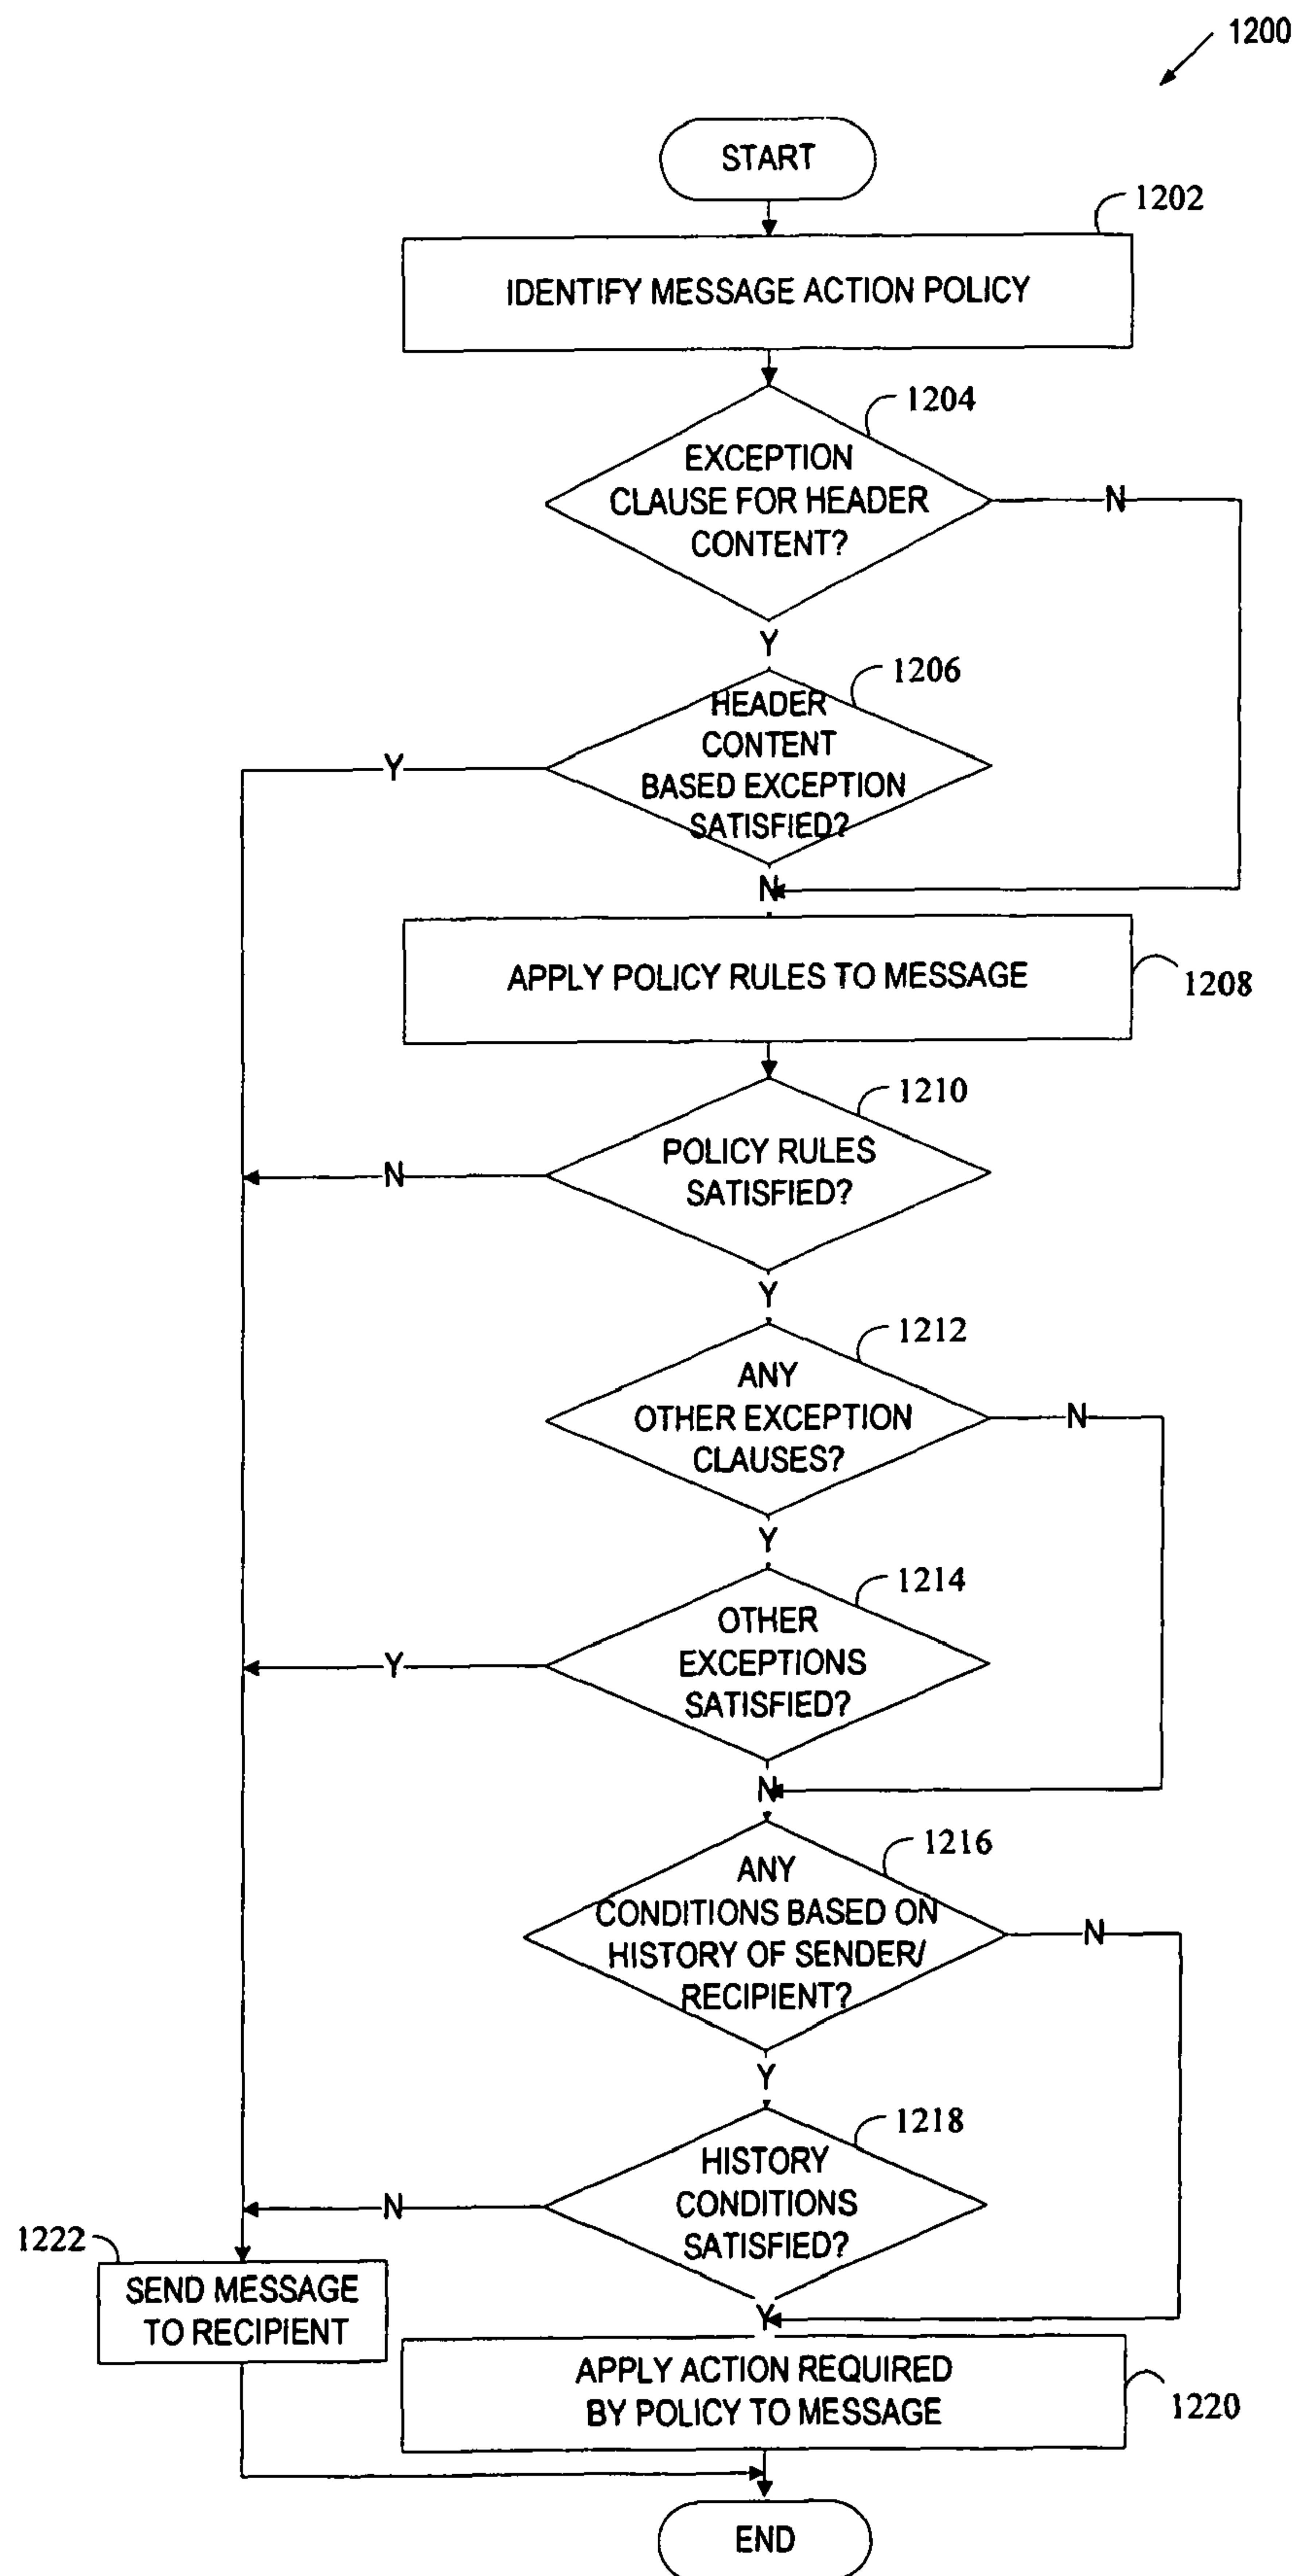 1200
START
1202
IDENTIFY MESSAGE ACTION POLICY
1204
EXCEPTION
CLAUSE FOR HEADER
CONTENT?
N
Y
1206
HEADER
CONTENT
BASED EXCEPTION
SATISFIED?
Y
N
APPLY POLICY RULES TO MESSAGE
1208
1210
POLICY RULES
SATISFIED?
N
Y
1212
ANY
OTHER EXCEPTION
CLAUSES?
N
Y
1214
OTHER
EXCEPTIONS
SATISFIED?
Y
N
1216
ANY
CONDITIONS BASED ON
HISTORY OF SENDER/
RECIPIENT?
N
Y
1218
HISTORY
CONDITIONS
SATISFIED?
N
Y
1222
SEND MESSAGE
TO RECIPIENT
APPLY ACTION REQUIRED
BY POLICY TO MESSAGE
1220
END